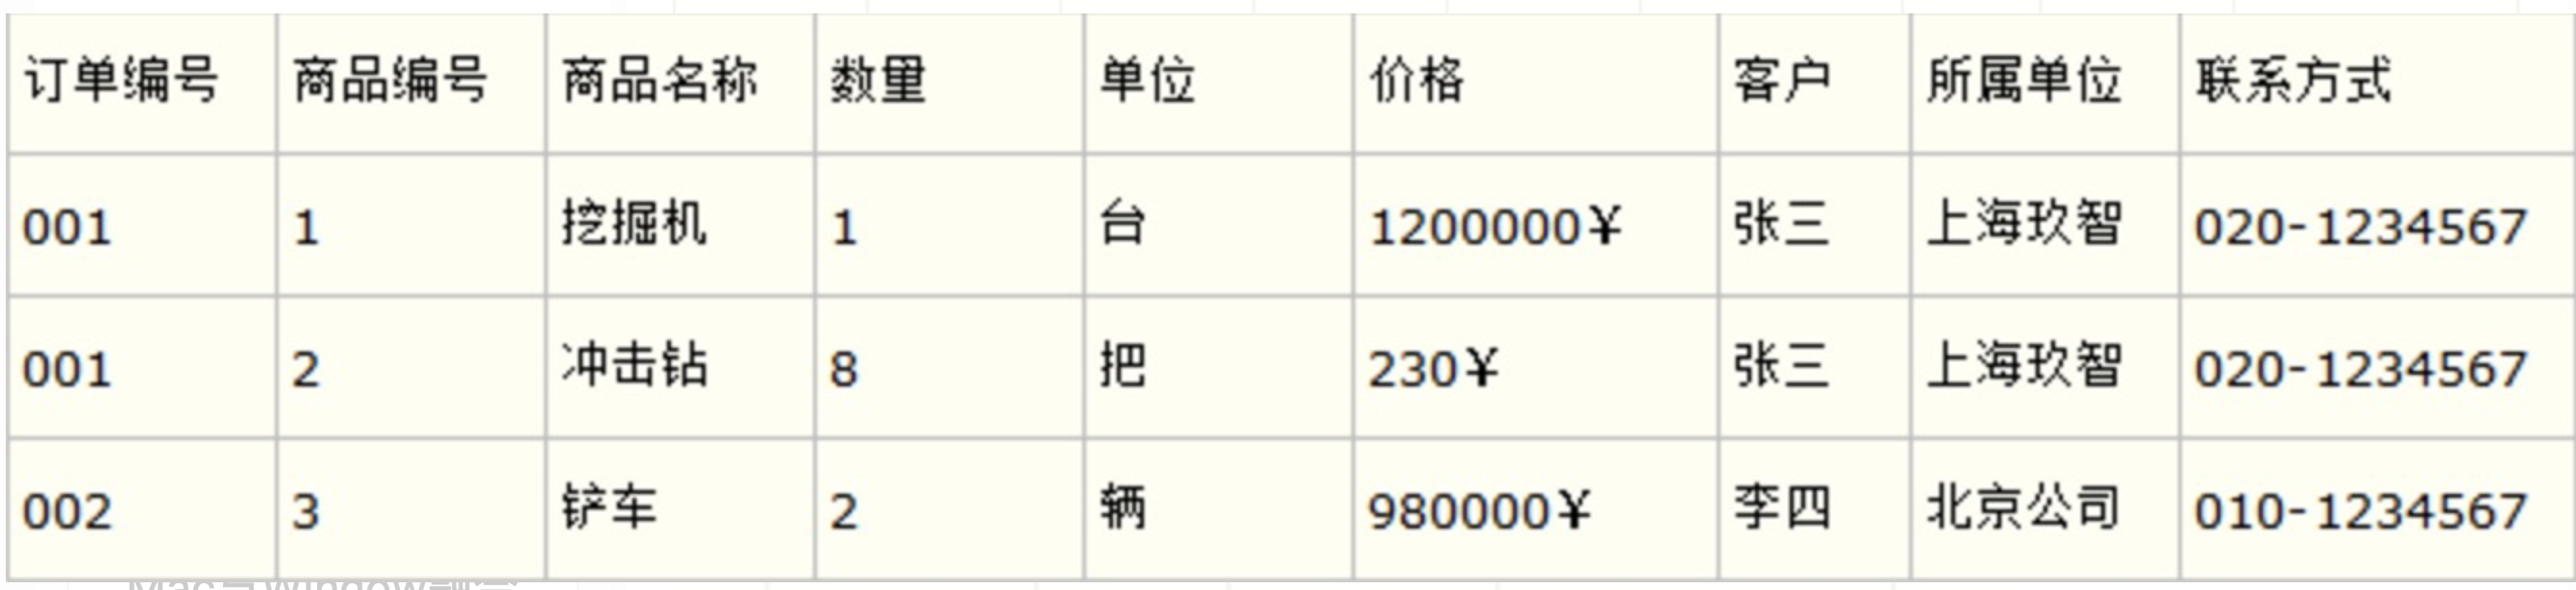 订单编号 商品编号 商品名称 数量 单位 价格 客户 所属单位 联系方式
001 1 挖掘机 1 台 1200000¥ 张三 上海玖智 020-1234567
001 2 冲击钻 8 把 230¥ 张三 上海玖智 020-1234567
002 3 铲车 2 辆 980000¥ 李四 北京公司 010-1234567